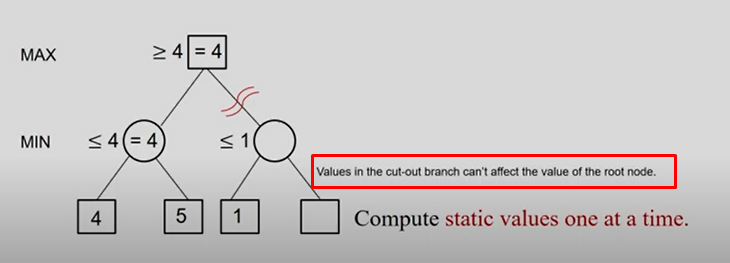 MAX ≥ 4 = 4
MIN ≤ 4 = 4 ≤ 1
Values in the cut-out branch can't affect the value of the root node.
4 5 1 Compute static values one at a time.